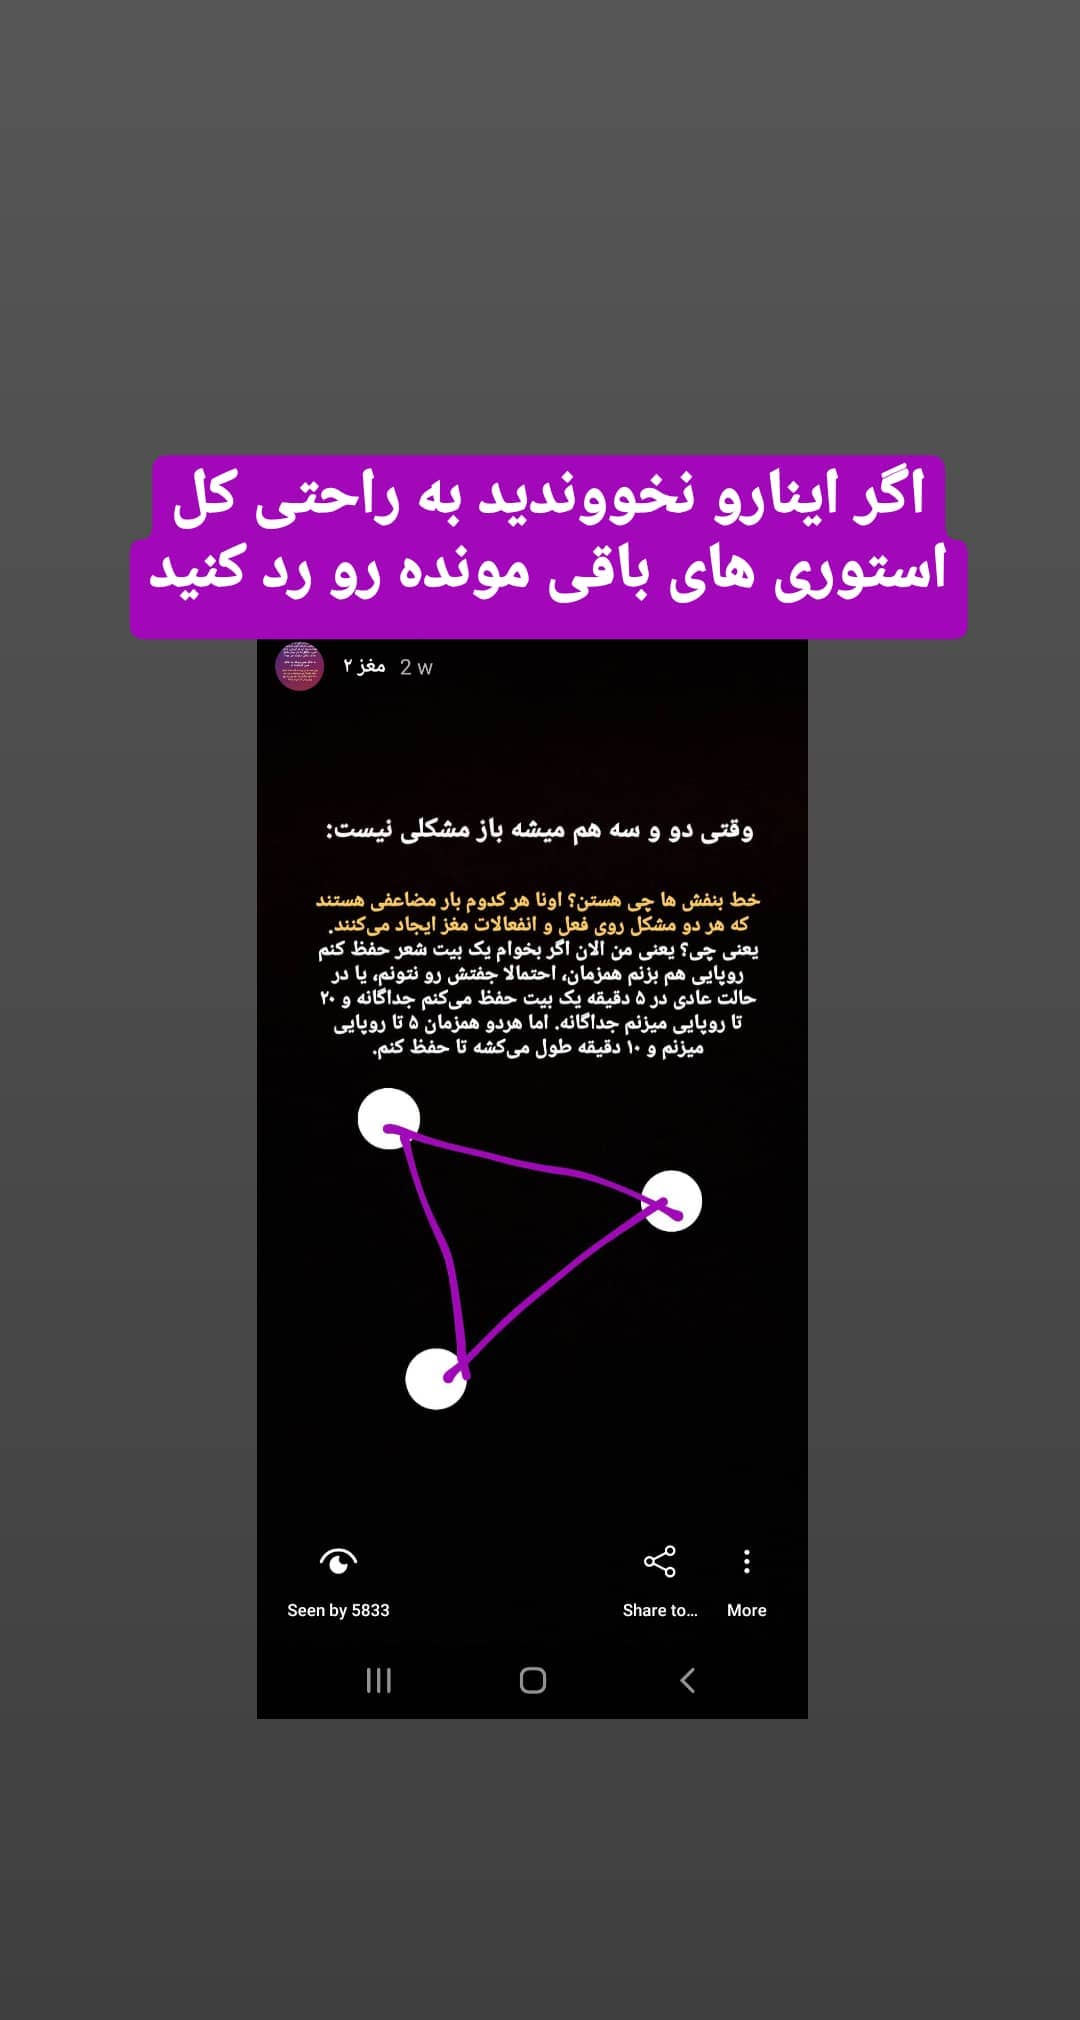 اگر اینارو نخووندید به راحتی کل
استوری های باقی مونده رو رد کنید
مغز ۲ 2 w
وقتی دو و سه هم میشه باز مشکلی نیست:
خط بنفش ها چی هستن؟ اونا هر کدوم بار مضاعفی هستند
که هر دو مشکل روی فعل و انفعالات مغز ایجاد می‌کنند.
یعنی چی؟ یعنی من الان اگر بخوام یک بیت شعر حفظ کنم
روپایی هم بزنم همزمان، احتمالا جفتش رو نتونم، یا در
حالت عادی در ۵ دقیقه یک بیت حفظ می‌کنم جداگانه و ۲۰
تا روپایی میزنم جداگانه. اما هردو همزمان ۵ تا روپایی
میزنم و ۱۰ دقیقه طول می‌کشه تا حفظ کنم.
Seen by 5833
Share to...
More